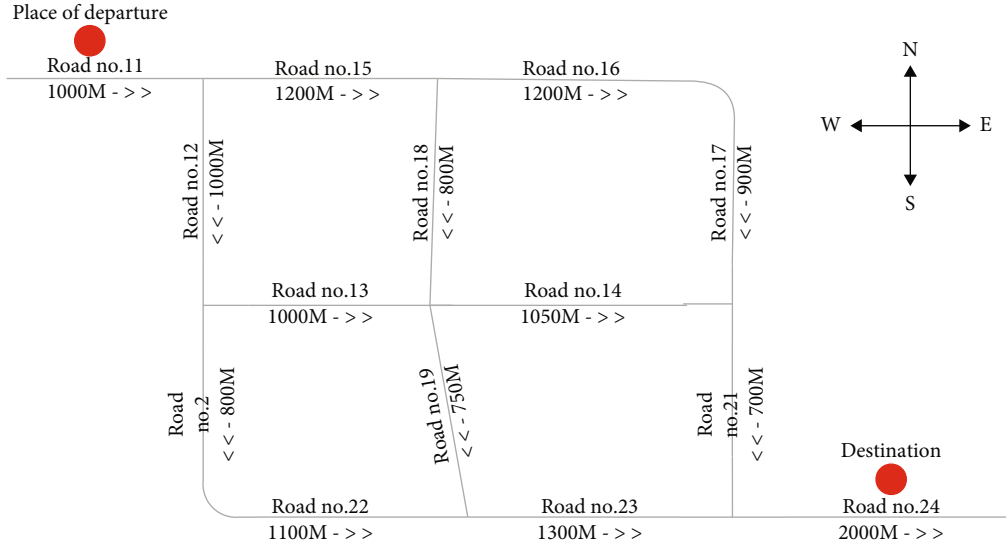 Place of departure
Road no.11
1000M - > >
Road no.15
1200M - > >
Road no.16
1200M - > >
N
W
E
S
Road no.12
< < - 1000M
Road no.18
< < - 800M
Road no.17
< < - 900M
Road no.13
1000M - > >
Road no.14
1050M - > >
Road
no.2
< < - 800M
Road no.19
< < - 750M
Road
no.21
< < - 700M
Destination
Road no.22
1100M - > >
Road no.23
1300M - > >
Road no.24
2000M - > >